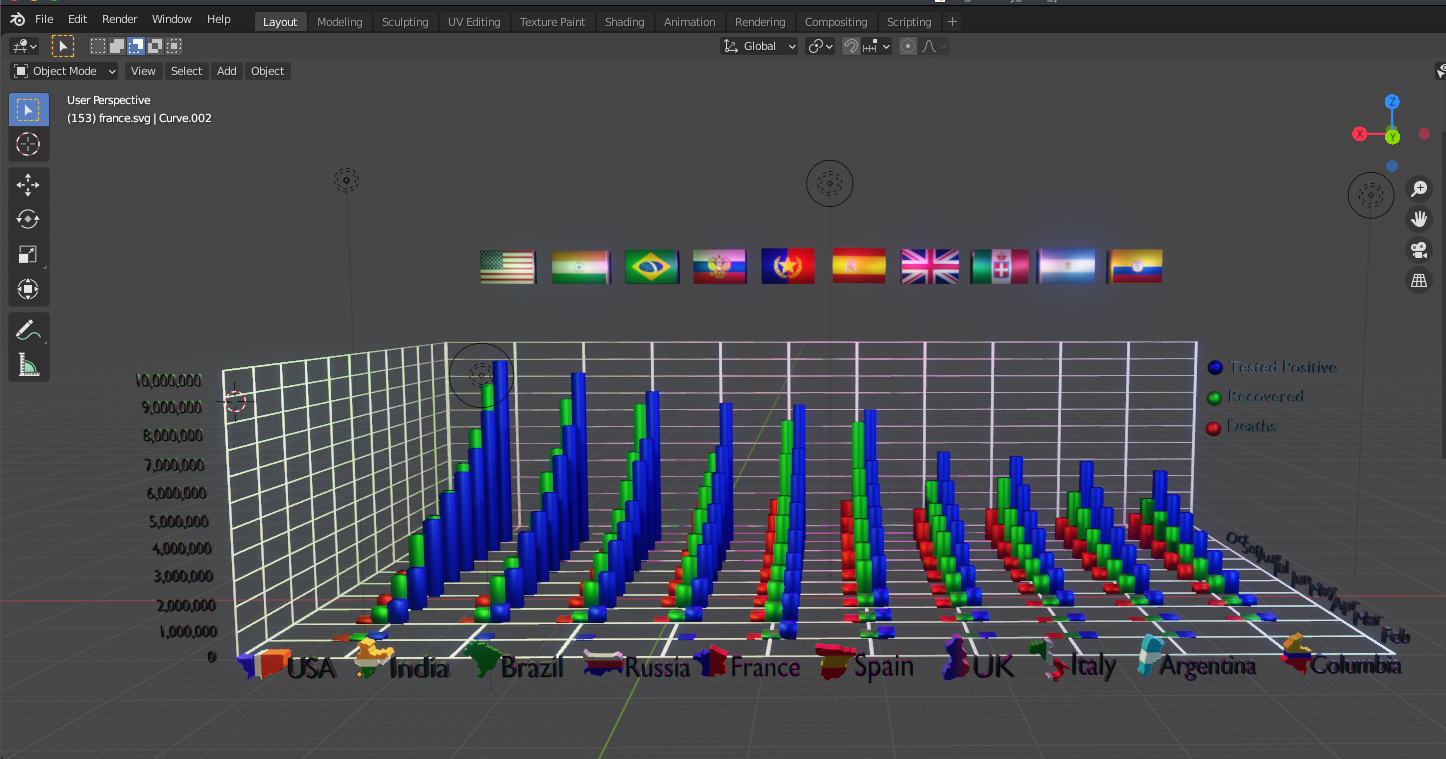 File Edit Render Window Help
Layout Modeling Sculpting UV Editing Texture Paint Shading Animation Rendering Compositing Scripting +
Global
Object Mode View Select Add Object
User Perspective
(153) france.svg | Curve.002
Z
X
Y
10,000,000
9,000,000
8,000,000
7,000,000
6,000,000
5,000,000
4,000,000
3,000,000
2,000,000
1,000,000
0
Tested Positive
Recovered
Deaths
Oct
Sep
Aug
Jul
Jun
May
Apr
Mar
Feb
USA India Brazil Russia France Spain UK Italy Argentina Columbia